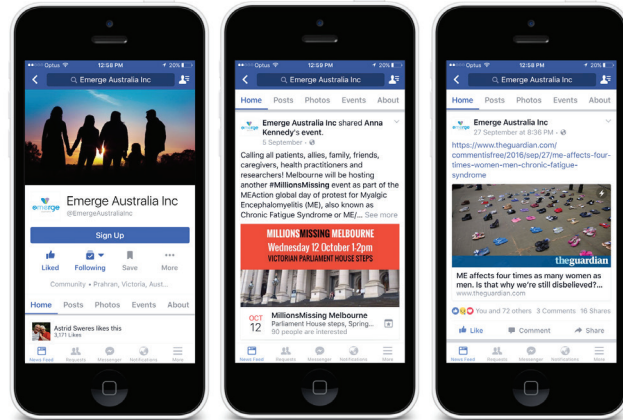 Optus 12:58 PM 20%
Emerge Australia Inc
emerge
Emerge Australia Inc
@EmergeAustraliaInc
Sign Up
Liked Following Save More
Community • Prahran, Victoria, Aust...
Home Posts Photos Events About
Astrid Sweres likes this
3,171 Likes
News Feed Requests Messenger Notifications More
Optus 12:59 PM 20%
Emerge Australia Inc
Home Posts Photos Events About
Emerge Australia Inc shared Anna
Kennedy's event.
5 September
Calling all patients, allies, family, friends,
caregivers, health practitioners and
researchers! Melbourne will be hosting
another #MillionsMissing event as part of the
MEAction global day of protest for Myalgic
Encephalomyelitis (ME), also known as
Chronic Fatigue Syndrome or ME/... See more
MILLIONSMISSING MELBOURNE
Wednesday 12 October 1-2pm
VICTORIAN PARLIAMENT HOUSE STEPS
OCT
12
MillionsMissing Melbourne
Parliament House steps, Spring...
90 people are interested
News Feed Requests Messenger Notifications More
Optus 12:58 PM 20%
Emerge Australia Inc
Home Posts Photos Events About
Emerge Australia Inc
27 September at 8:36 PM
https://www.theguardian.com/
commentisfree/2016/sep/27/me-affects-four-
times-women-men-chronic-fatigue-
syndrome
theguardian
ME affects four times as many women as
men. Is that why we're still disbelieved?...
www.theguardian.com
You and 72 others 3 Comments 16 Shares
Like Comment Share
News Feed Requests Messenger Notifications More